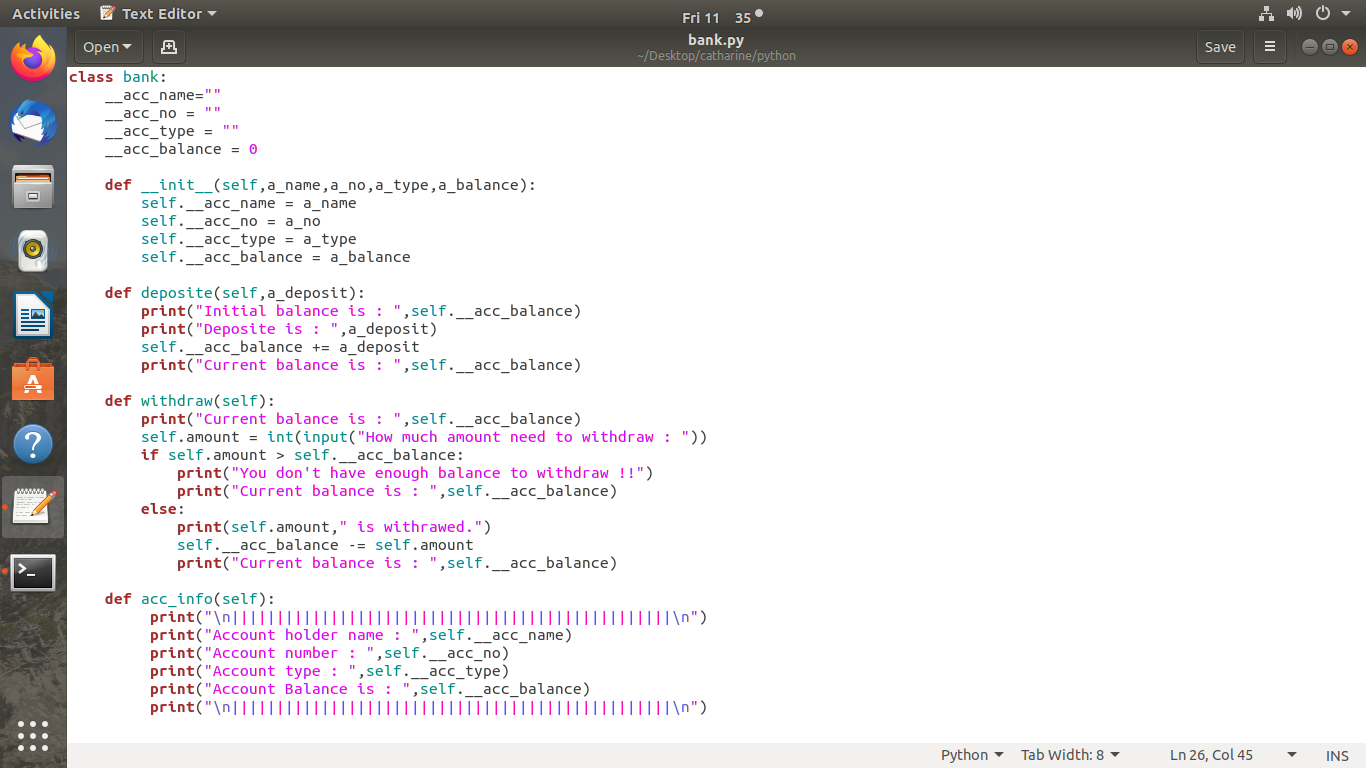 Activities Text Editor Fri 11 35
Open bank.py Save
~/Desktop/catharine/python
class bank:
    __acc_name=""
    __acc_no = ""
    __acc_type = ""
    __acc_balance = 0

    def __init__(self,a_name,a_no,a_type,a_balance):
        self.__acc_name = a_name
        self.__acc_no = a_no
        self.__acc_type = a_type
        self.__acc_balance = a_balance

    def deposite(self,a_deposit):
        print("Initial balance is : ",self.__acc_balance)
        print("Deposite is : ",a_deposit)
        self.__acc_balance += a_deposit
        print("Current balance is : ",self.__acc_balance)

    def withdraw(self):
        print("Current balance is : ",self.__acc_balance)
        self.amount = int(input("How much amount need to withdraw : "))
        if self.amount > self.__acc_balance:
            print("You don't have enough balance to withdraw !!")
            print("Current balance is : ",self.__acc_balance)
        else:
            print(self.amount," is withrawed.")
            self.__acc_balance -= self.amount
            print("Current balance is : ",self.__acc_balance)

    def acc_info(self):
         print("\n|||||||||||||||||||||||||||||||||||||||||||||||||\n")
         print("Account holder name : ",self.__acc_name)
         print("Account number : ",self.__acc_no)
         print("Account type : ",self.__acc_type)
         print("Account Balance is : ",self.__acc_balance)
         print("\n|||||||||||||||||||||||||||||||||||||||||||||||||\n")
Python Tab Width: 8 Ln 26, Col 45 INS